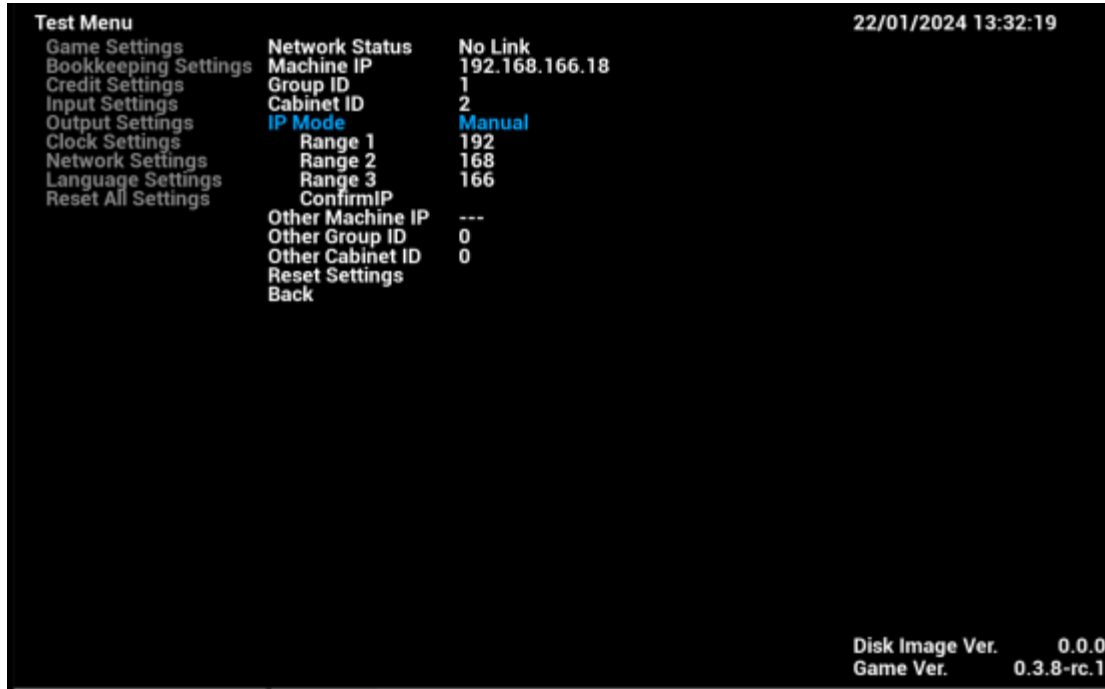 Test Menu 22/01/2024 13:32:19
Game Settings Network Status No Link
Bookkeeping Settings Machine IP 192.168.166.18
Credit Settings Group ID 1
Input Settings Cabinet ID 2
Output Settings IP Mode Manual
Clock Settings Range 1 192
Network Settings Range 2 168
Language Settings Range 3 166
Reset All Settings ConfirmIP
Other Machine IP ---
Other Group ID 0
Other Cabinet ID 0
Reset Settings
Back
Disk Image Ver. 0.0.0
Game Ver. 0.3.8-rc.1